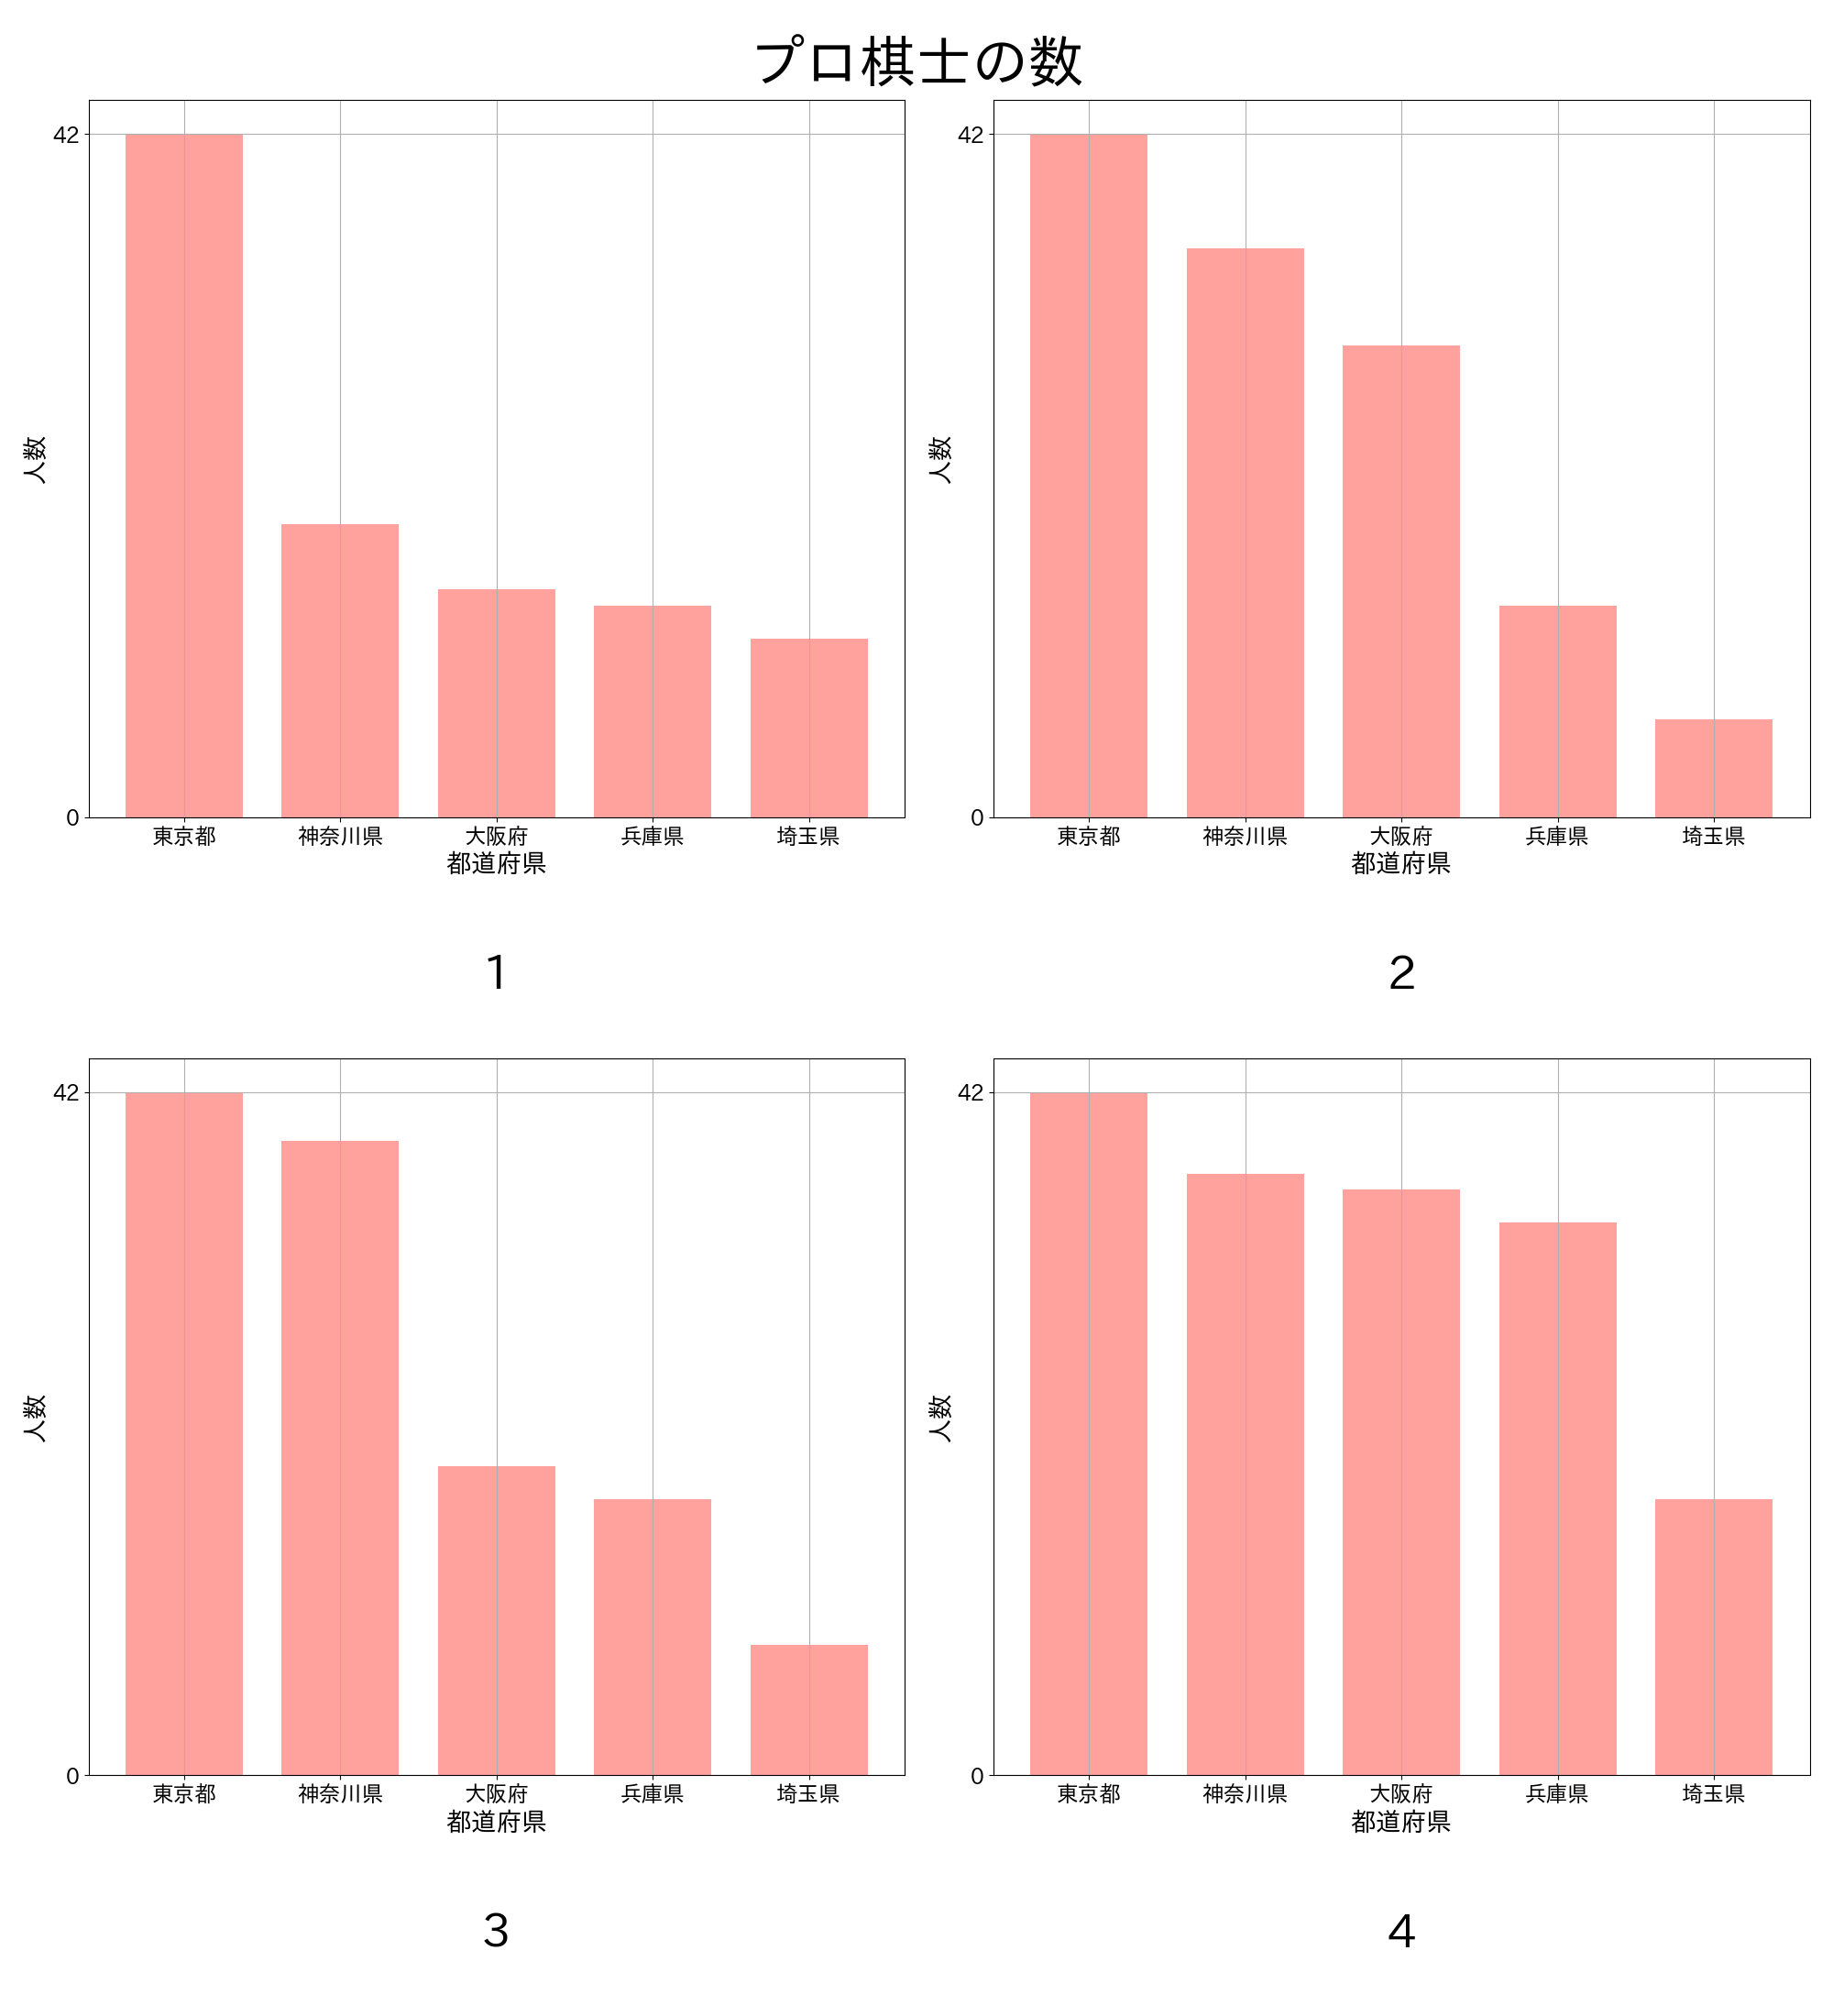 プロ棋士の数
42
人数
0
東京都 神奈川県 大阪府 兵庫県 埼玉県
都道府県
1
42
人数
0
東京都 神奈川県 大阪府 兵庫県 埼玉県
都道府県
2
42
人数
0
東京都 神奈川県 大阪府 兵庫県 埼玉県
都道府県
3
42
人数
0
東京都 神奈川県 大阪府 兵庫県 埼玉県
都道府県
4